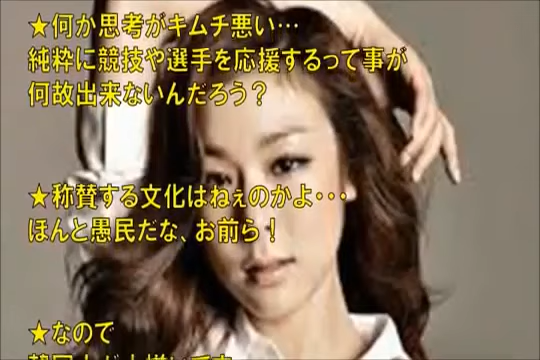 ★何か思考がキムチ悪い…
純粋に競技や選手を応援するって事が
何故出来ないんだろう？
★称賛する文化はねぇのかよ・・・
ほんと愚民だな、お前ら！
★なので